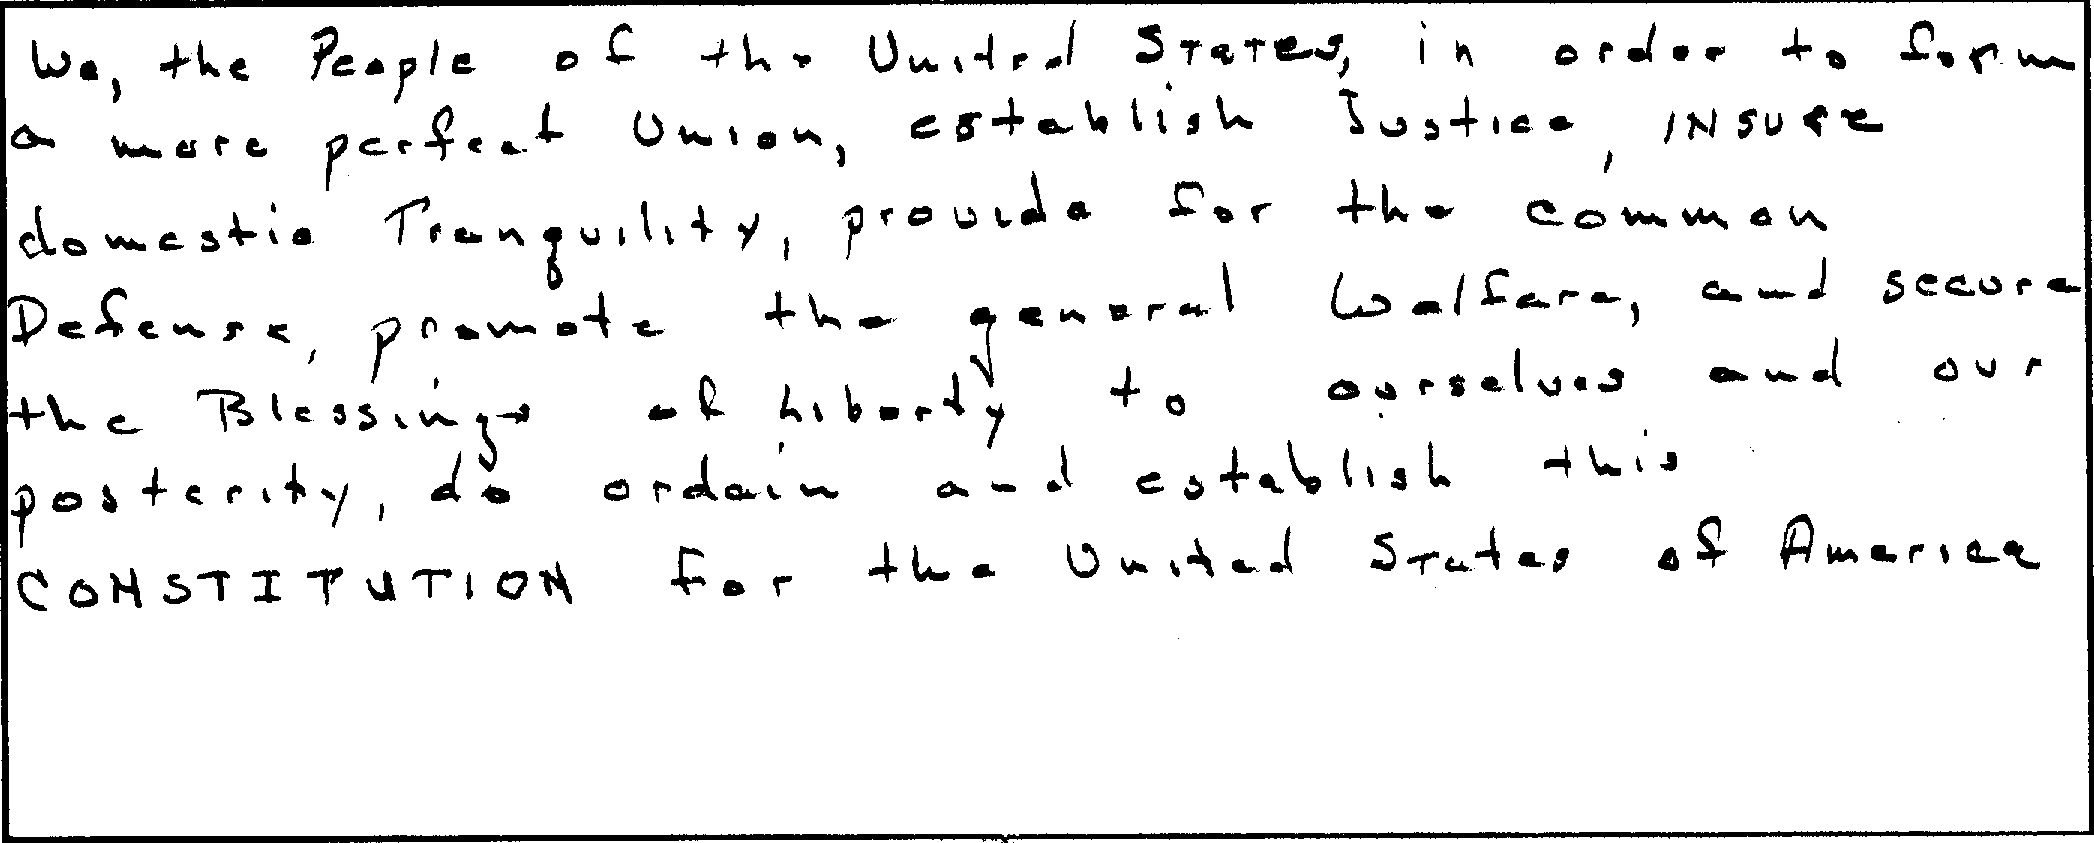 We, the People of the United States, in order to form
a more perfect Union, establish Justice, INSURE
domestic Tranquility, provide for the common
Defense, promote the general Welfare, and secure
the Blessings of Liberty to ourselves and our
posterity, do ordain and establish this
CONSTITUTION for the United States of America